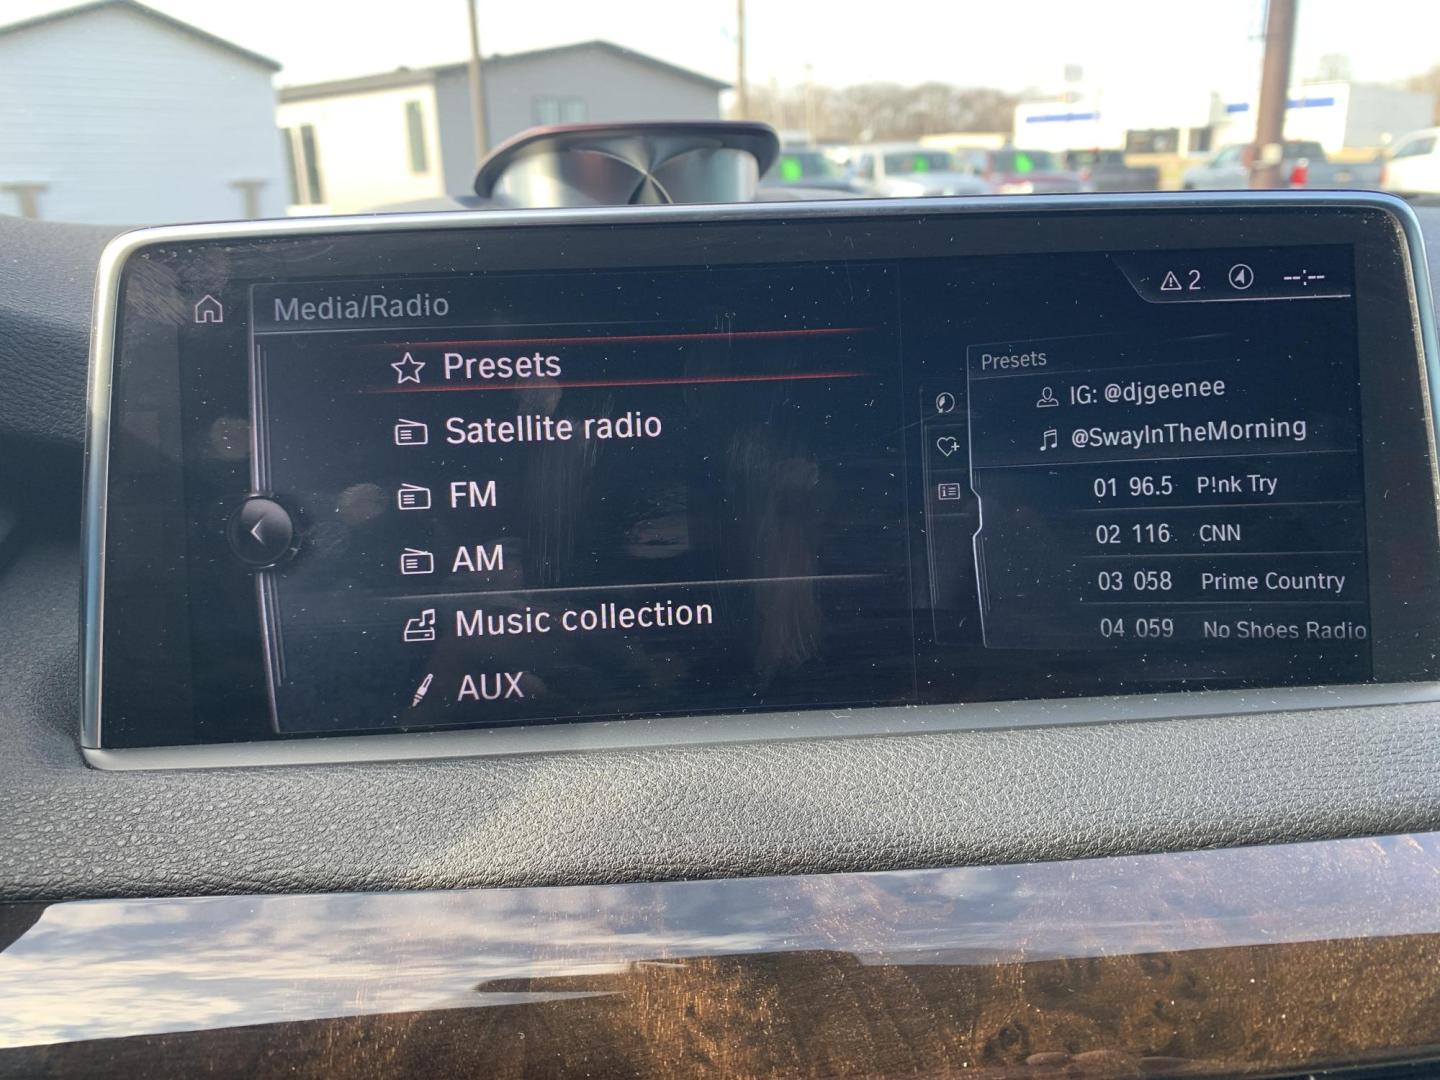 Media/Radio
2
--:--
Presets
Satellite radio
FM
AM
Music collection
AUX
Presets
IG: @djgeenee
@SwayInTheMorning
01 96.5 P!nk Try
02 116 CNN
03 058 Prime Country
04 059 No Shoes Radio